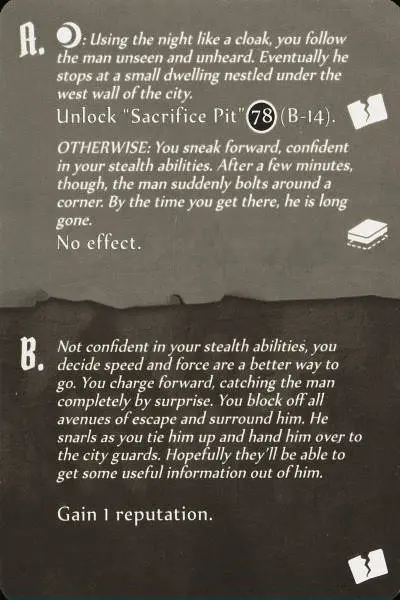 A. : Using the night like a cloak, you follow
the man unseen and unheard. Eventually he
stops at a small dwelling nestled under the
west wall of the city.
Unlock "Sacrifice Pit" 78 (B-14).
OTHERWISE: You sneak forward, confident
in your stealth abilities. After a few minutes,
though, the man suddenly bolts around a
corner. By the time you get there, he is long
gone.
No effect.
B. Not confident in your stealth abilities, you
decide speed and force are a better way to
go. You charge forward, catching the man
completely by surprise. You block off all
avenues of escape and surround him. He
snarls as you tie him up and hand him over to
the city guards. Hopefully they'll be able to
get some useful information out of him.
Gain 1 reputation.